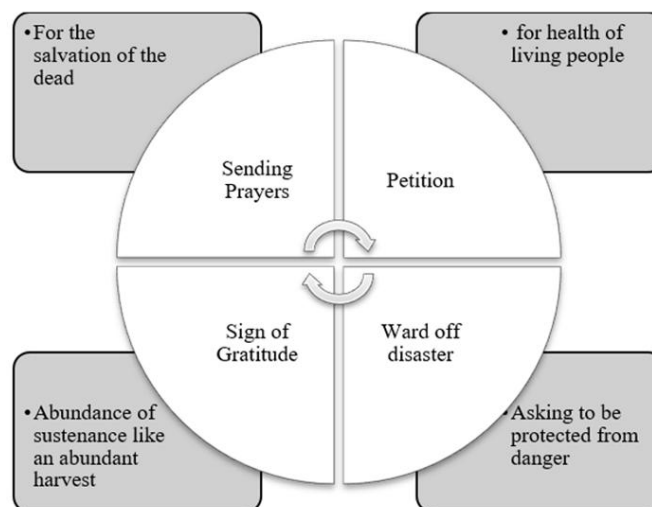 •For the
salvation of the
dead
• for health of
living people
Sending
Prayers
Petition
Sign of
Gratitude
Ward off
disaster
•Abundance of
sustenance like
an abundant
harvest
•Asking to be
protected from
danger